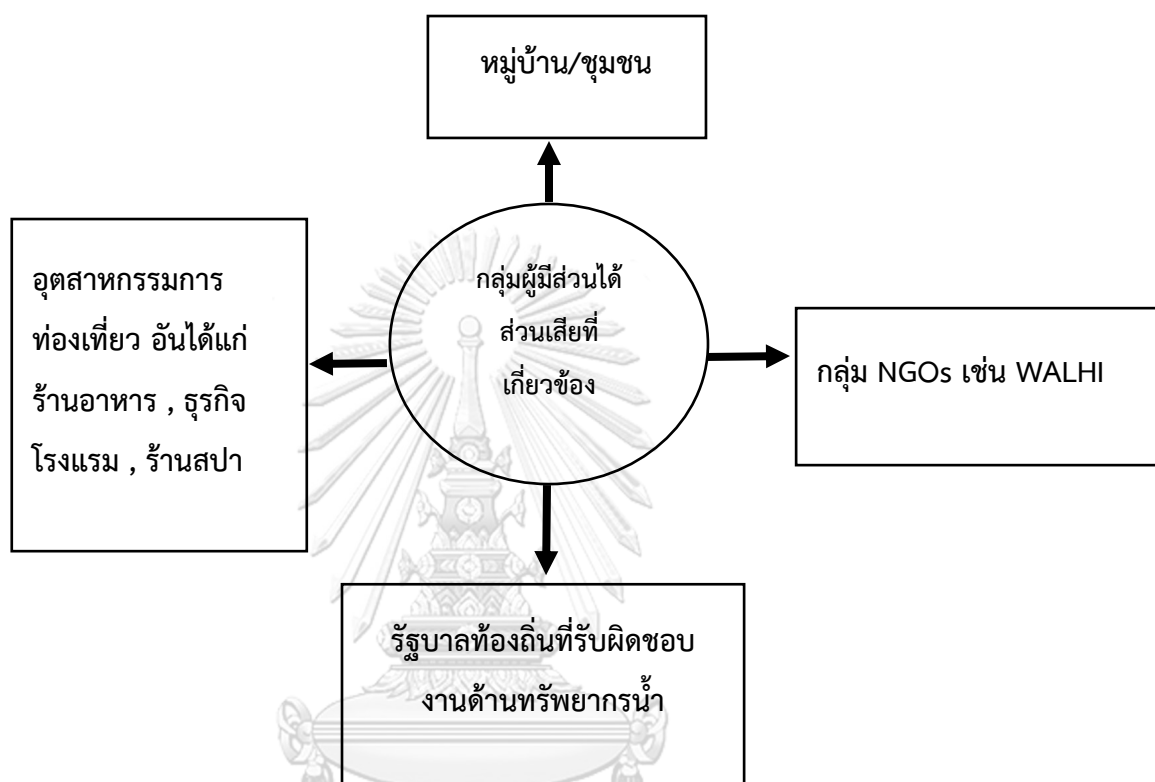 หมู่บ้าน/ชุมชน
กลุ่มผู้มีส่วนได้
ส่วนเสียที่
เกี่ยวข้อง
อุตสาหกรรมการ
ท่องเที่ยว อันได้แก่
ร้านอาหาร , ธุรกิจ
โรงแรม , ร้านสปา
กลุ่ม NGOs เช่น WALHI
รัฐบาลท้องถิ่นที่รับผิดชอบ
งานด้านทรัพยากรน้ำ